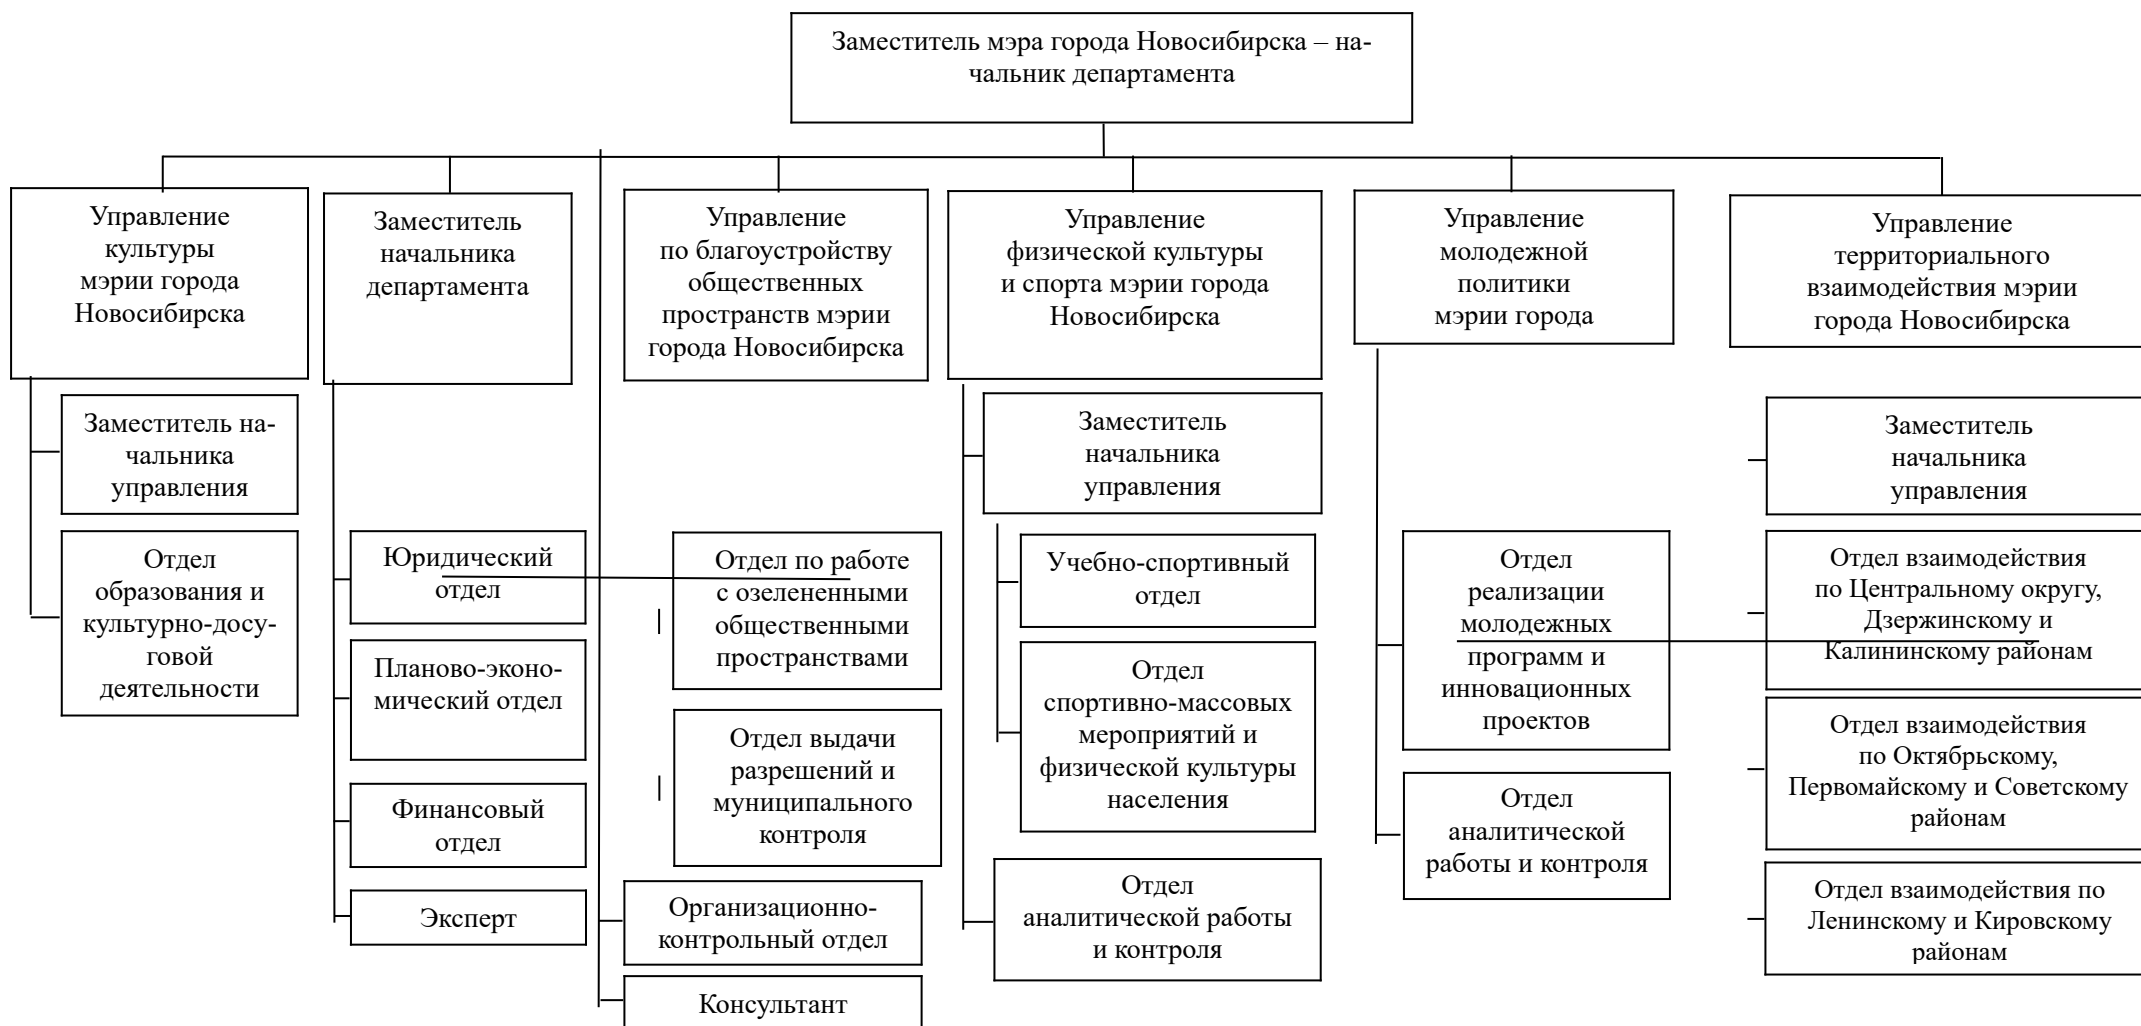 Заместитель мэра города Новосибирска – на-
чальник департамента
Управление
культуры
мэрии города
Новосибирска
Заместитель
начальника
департамента
Управление
по благоустройству
общественных
пространств мэрии
города Новосибирска
Управление
физической культуры
и спорта мэрии города
Новосибирска
Управление
молодежной
политики
мэрии города
Управление
территориального
взаимодействия мэрии
города Новосибирска
Заместитель на-
чальника
управления
Отдел
образования и
культурно-досу-
говой
деятельности
Юридический
отдел
Планово-эконо-
мический отдел
Финансовый
отдел
Эксперт
Отдел по работе
с озелененными
общественными
пространствами
Отдел выдачи
разрешений и
муниципального
контроля
Организационно-
контрольный отдел
Консультант
Заместитель
начальника
управления
Учебно-спортивный
отдел
Отдел
спортивно-массовых
мероприятий и
физической культуры
населения
Отдел
аналитической работы
и контроля
Отдел
реализации
молодежных
программ и
инновационных
проектов
Отдел
аналитической
работы и контроля
Заместитель
начальника
управления
Отдел взаимодействия
по Центральному округу,
Дзержинскому и
Калининскому районам
Отдел взаимодействия
по Октябрьскому,
Первомайскому и Советскому
районам
Отдел взаимодействия по
Ленинскому и Кировскому
районам